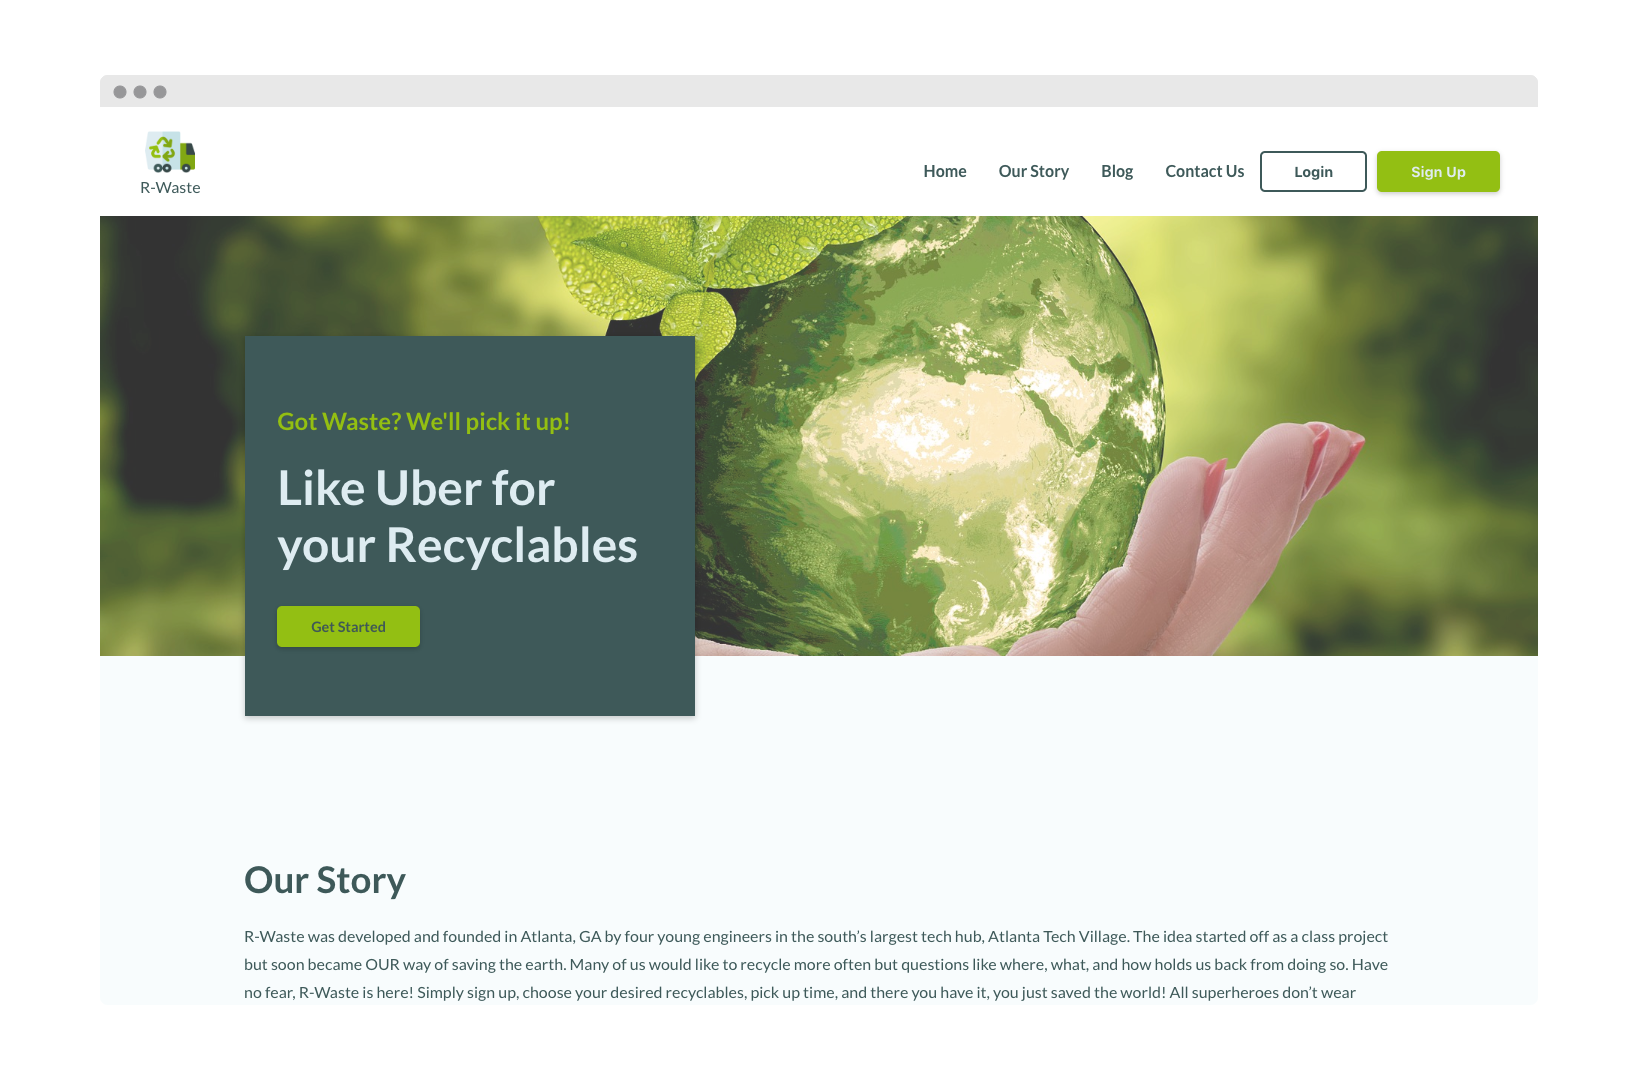 R-Waste
Home Our Story Blog Contact Us Login Sign Up
Got Waste? We'll pick it up!
Like Uber for
your Recyclables
Get Started
Our Story
R-Waste was developed and founded in Atlanta, GA by four young engineers in the south’s largest tech hub, Atlanta Tech Village. The idea started off as a class project
but soon became OUR way of saving the earth. Many of us would like to recycle more often but questions like where, what, and how holds us back from doing so. Have
no fear, R-Waste is here! Simply sign up, choose your desired recyclables, pick up time, and there you have it, you just saved the world! All superheroes don’t wear